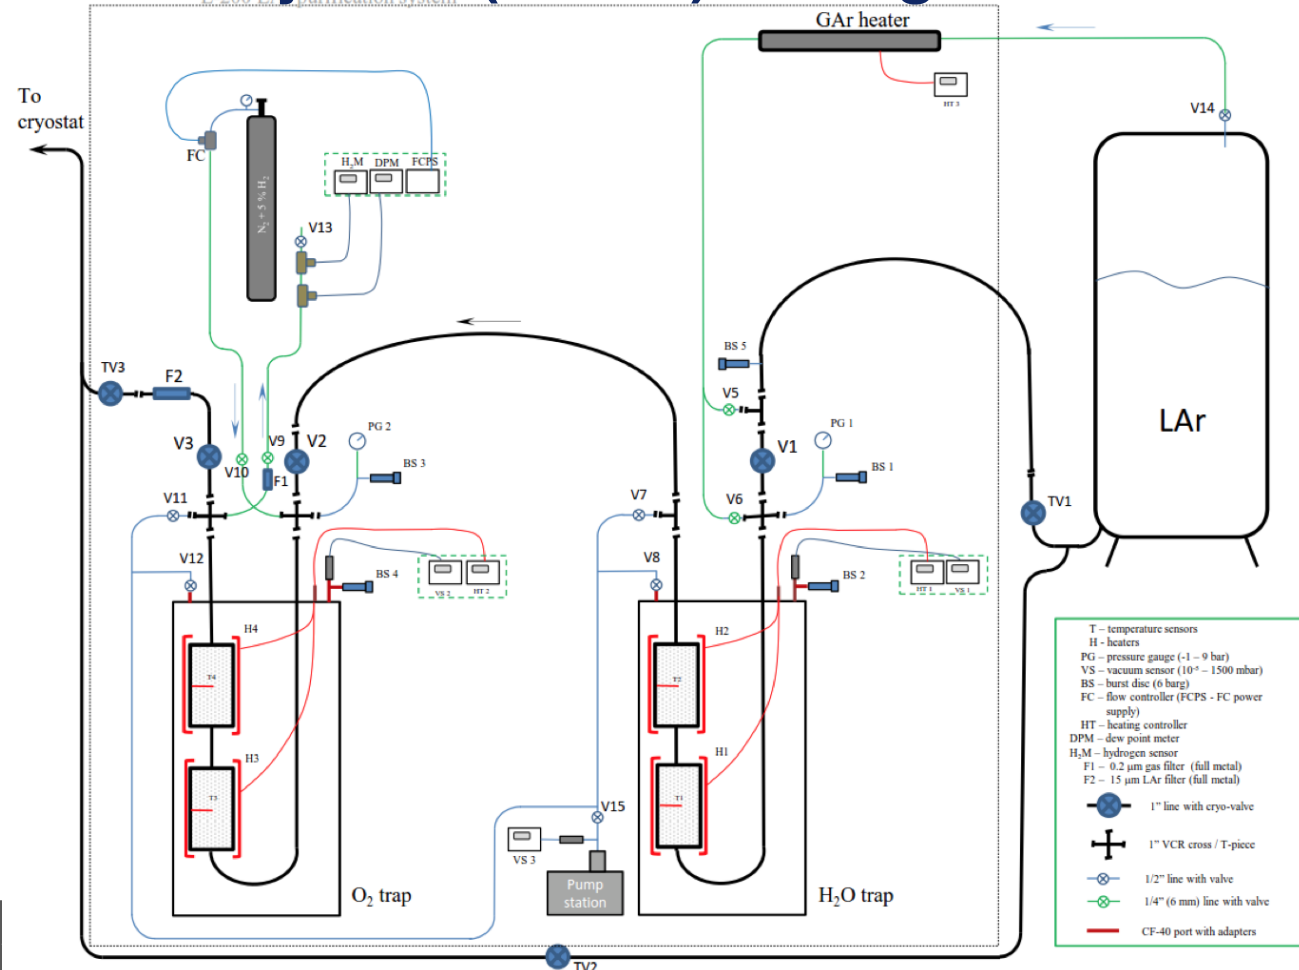 purification system
GAr heater
HT 3
V14
To
cryostat
FC
H₂M DPM FCPS
N₂ + 5 % H₂
V13
BS 5
V5
TV3
F2
V3
V10
V9
F1
V2
PG 2
BS 3
PG 1
V1
BS 1
LAr
V11
V7
V6
TV1
V12
V8
BS 4
VS 2
HT 2
BS 2
HT 1
VS 1
H4
T4
H3
T3
H2
T2
H1
T1
V15
VS 3
Pump
station
O₂ trap
H₂O trap
TV2
T – temperature sensors
H - heaters
PG – pressure gauge (-1 – 9 bar)
VS – vacuum sensor (10⁻⁵ – 1500 mbar)
BS – burst disc (6 barg)
FC – flow controller (FCPS - FC power
supply)
HT – heating controller
DPM – dew point meter
H₂M – hydrogen sensor
F1 – 0.2 μm gas filter (full metal)
F2 – 15 μm LAr filter (full metal)
1” line with cryo-valve
1” VCR cross / T-piece
1/2” line with valve
1/4” (6 mm) line with valve
CF-40 port with adapters